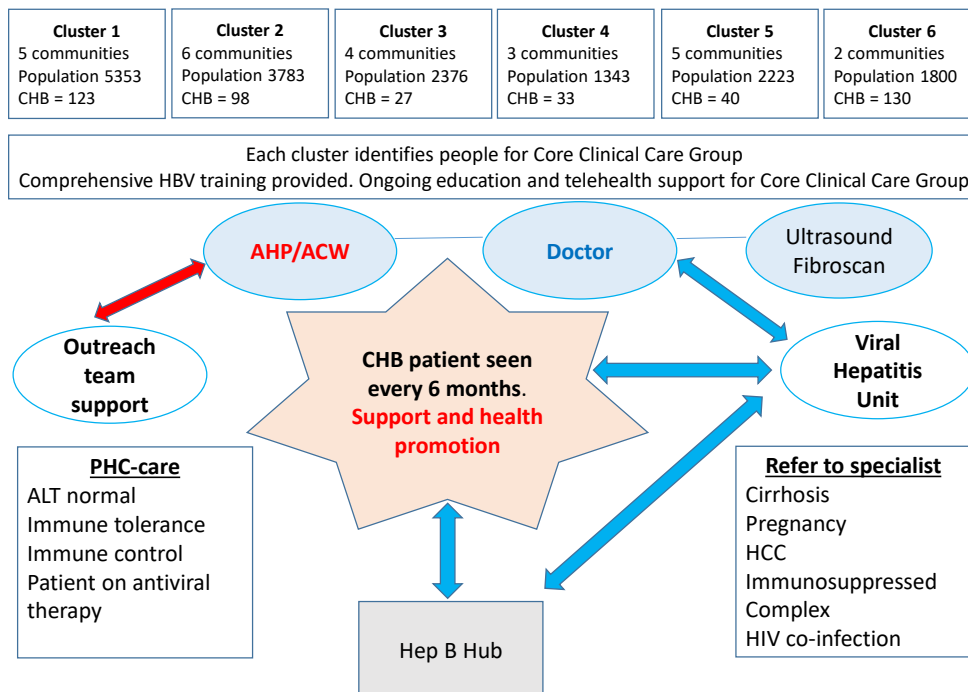 Cluster 1
5 communities
Population 5353
CHB = 123
Cluster 2
6 communities
Population 3783
CHB = 98
Cluster 3
4 communities
Population 2376
CHB = 27
Cluster 4
3 communities
Population 1343
CHB = 33
Cluster 5
5 communities
Population 2223
CHB = 40
Cluster 6
2 communities
Population 1800
CHB = 130
Each cluster identifies people for Core Clinical Care Group
Comprehensive HBV training provided. Ongoing education and telehealth support for Core Clinical Care Group
AHP/ACW
Doctor
Ultrasound
Fibroscan
Outreach
team
support
CHB patient seen
every 6 months.
Support and health
promotion
Viral
Hepatitis
Unit
PHC-care
ALT normal
Immune tolerance
Immune control
Patient on antiviral
therapy
Refer to specialist
Cirrhosis
Pregnancy
HCC
Immunosuppressed
Complex
HIV co-infection
Hep B Hub